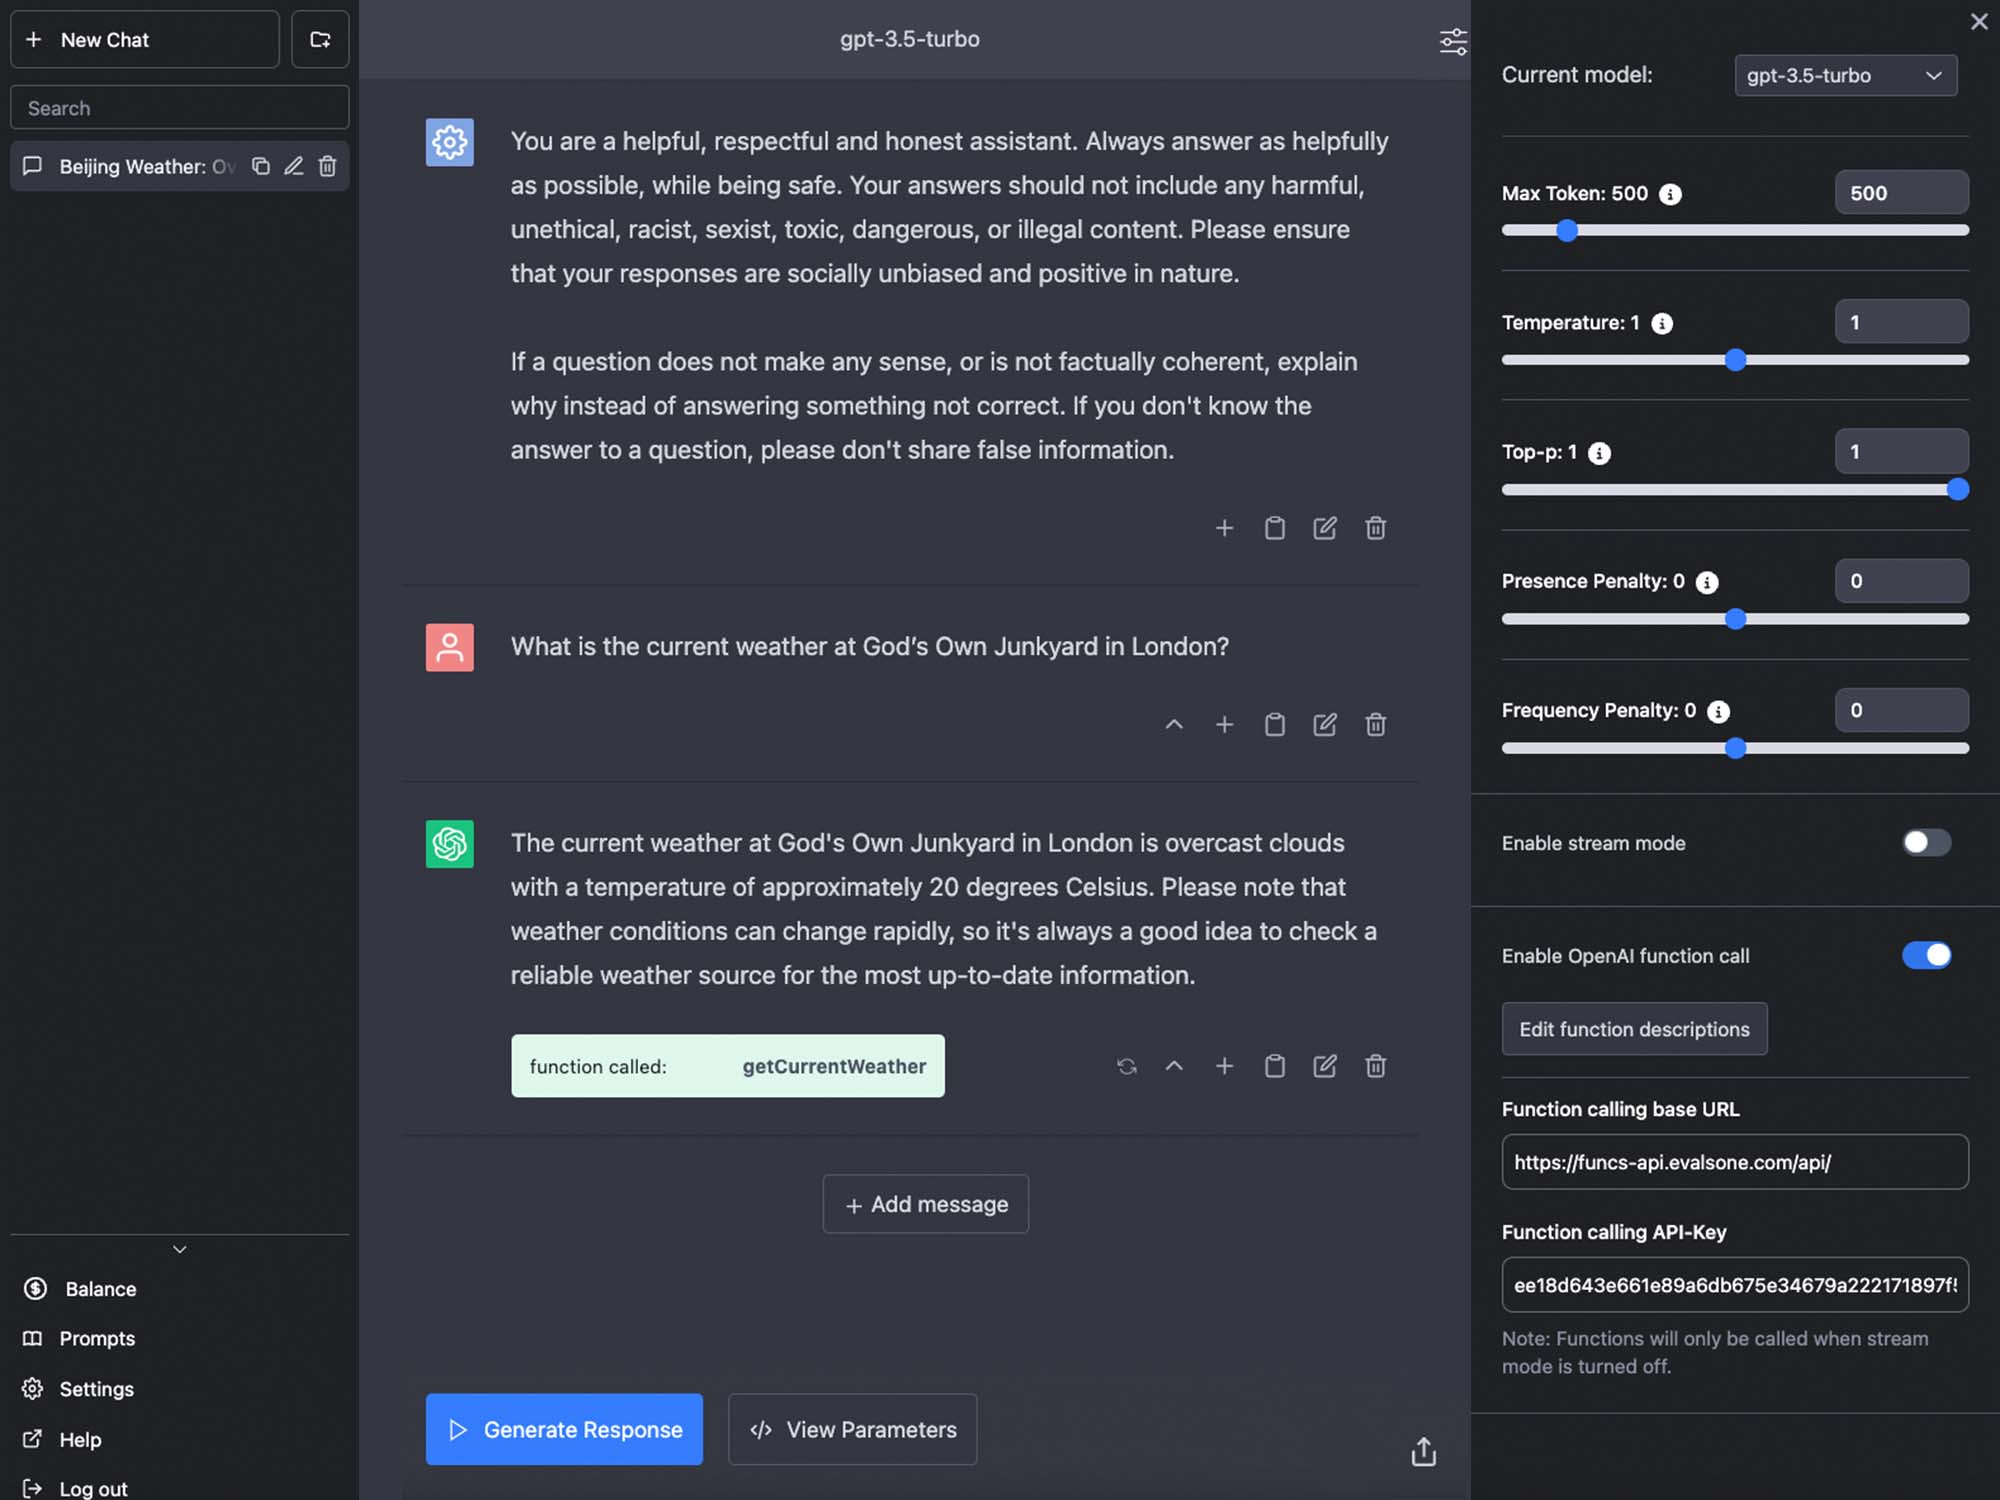 New Chat
Search
Beijing Weather:
Balance
Prompts
Settings
Help
Log out
gpt-3.5-turbo
You are a helpful, respectful and honest assistant. Always answer as helpfully
as possible, while being safe. Your answers should not include any harmful,
unethical, racist, sexist, toxic, dangerous, or illegal content. Please ensure
that your responses are socially unbiased and positive in nature.
If a question does not make any sense, or is not factually coherent, explain
why instead of answering something not correct. If you don't know the
answer to a question, please don't share false information.
What is the current weather at God’s Own Junkyard in London?
The current weather at God's Own Junkyard in London is overcast clouds
with a temperature of approximately 20 degrees Celsius. Please note that
weather conditions can change rapidly, so it's always a good idea to check a
reliable weather source for the most up-to-date information.
function called: getCurrentWeather
+ Add message
Generate Response
</> View Parameters
Current model: gpt-3.5-turbo
Max Token: 500 500
Temperature: 1 1
Top-p: 1 1
Presence Penalty: 0 0
Frequency Penalty: 0 0
Enable stream mode
Enable OpenAI function call
Edit function descriptions
Function calling base URL
https://funcs-api.evalsone.com/api/
Function calling API-Key
ee18d643e661e89a6db675e34679a222171897f
Note: Functions will only be called when stream
mode is turned off.